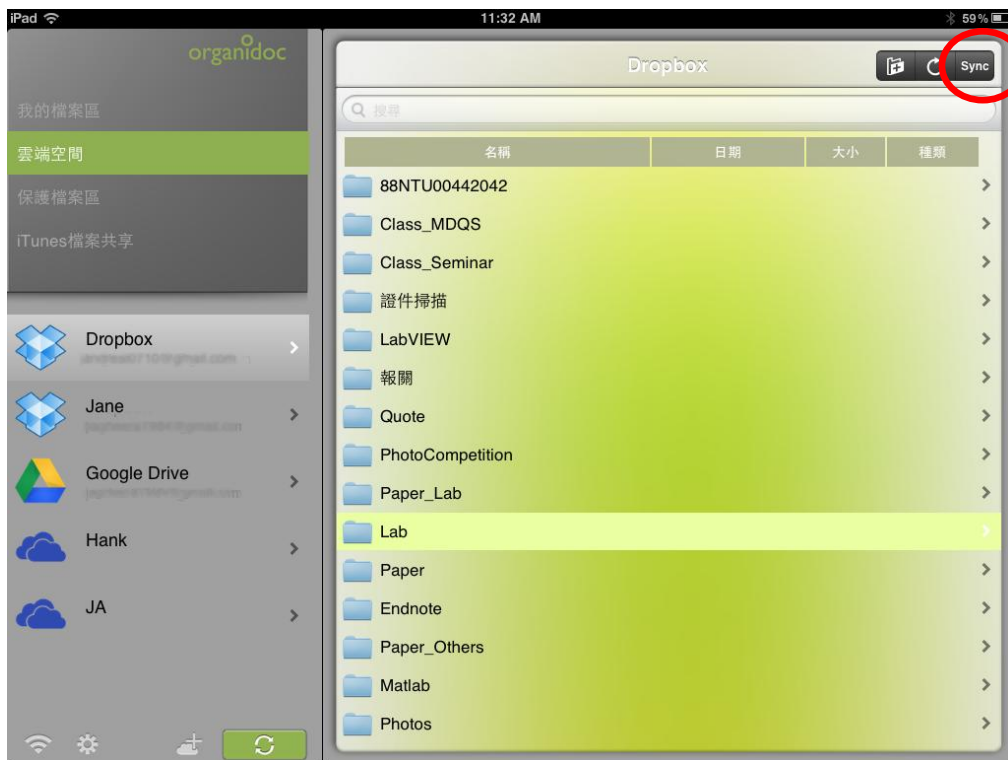 iPad
11:32 AM
59%
organidoc
我的檔案區
雲端空間
保護檔案區
iTunes檔案共享
Dropbox
Jane
Google Drive
Hank
JA
Dropbox
Sync
搜尋
名稱 日期 大小 種類
88NTU00442042
Class_MDQS
Class_Seminar
證件掃描
LabVIEW
報關
Quote
PhotoCompetition
Paper_Lab
Lab
Paper
Endnote
Paper_Others
Matlab
Photos